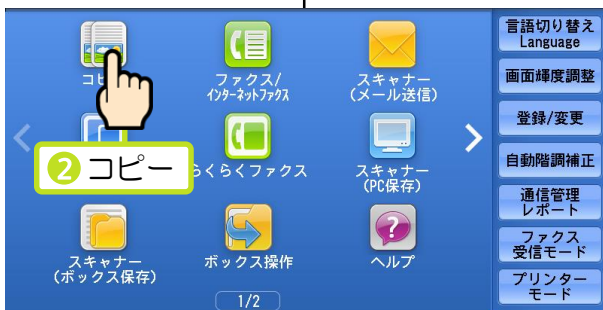 コピ
ファクス/
インターネットファクス
スキャナー
(メール送信)
❷コピー
らくらくファクス
スキャナー
(PC保存)
スキャナー
(ボックス保存)
ボックス操作
ヘルプ
1/2
言語切り替え
Language
画面輝度調整
登録/変更
自動階調補正
通信管理
レポート
ファクス
受信モード
プリンター
モード